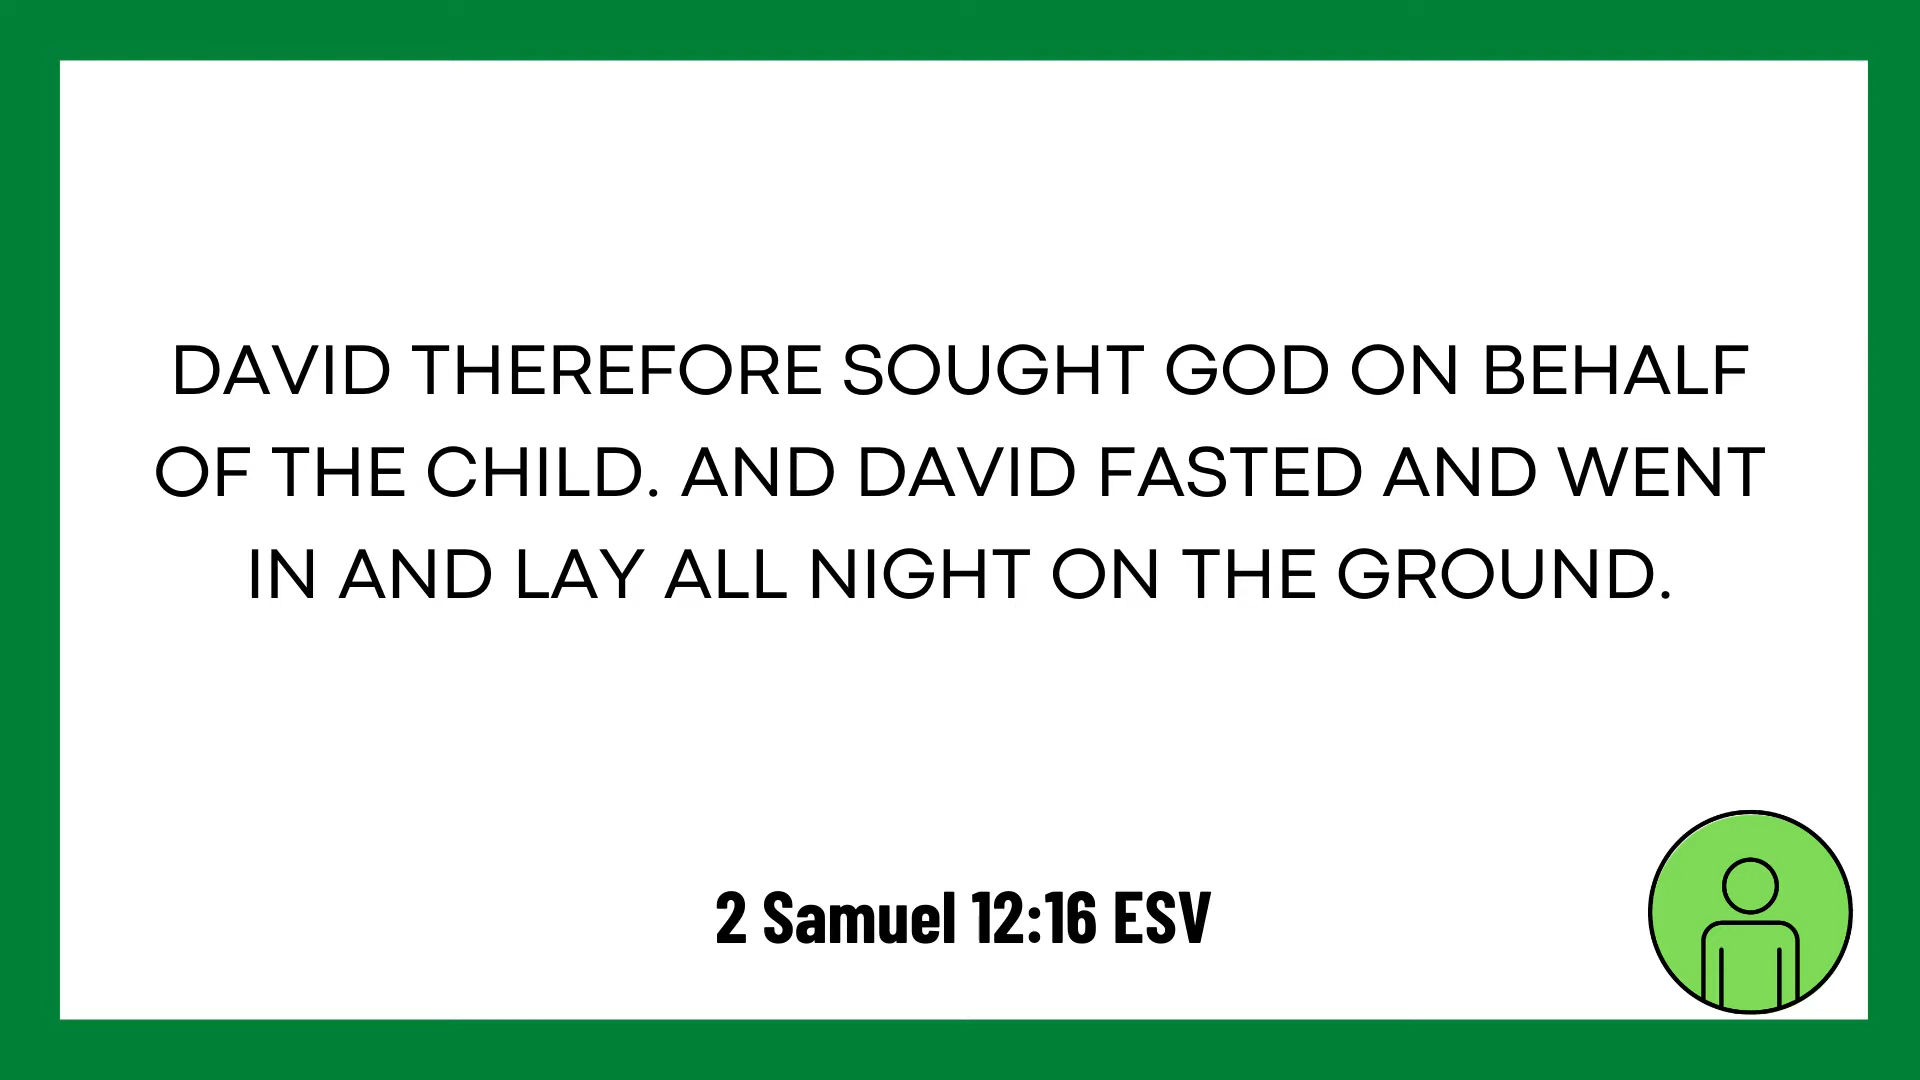 DAVID THEREFORE SOUGHT GOD ON BEHALF
OF THE CHILD. AND DAVID FASTED AND WENT
IN AND LAY ALL NIGHT ON THE GROUND.
2 Samuel 12:16 ESV